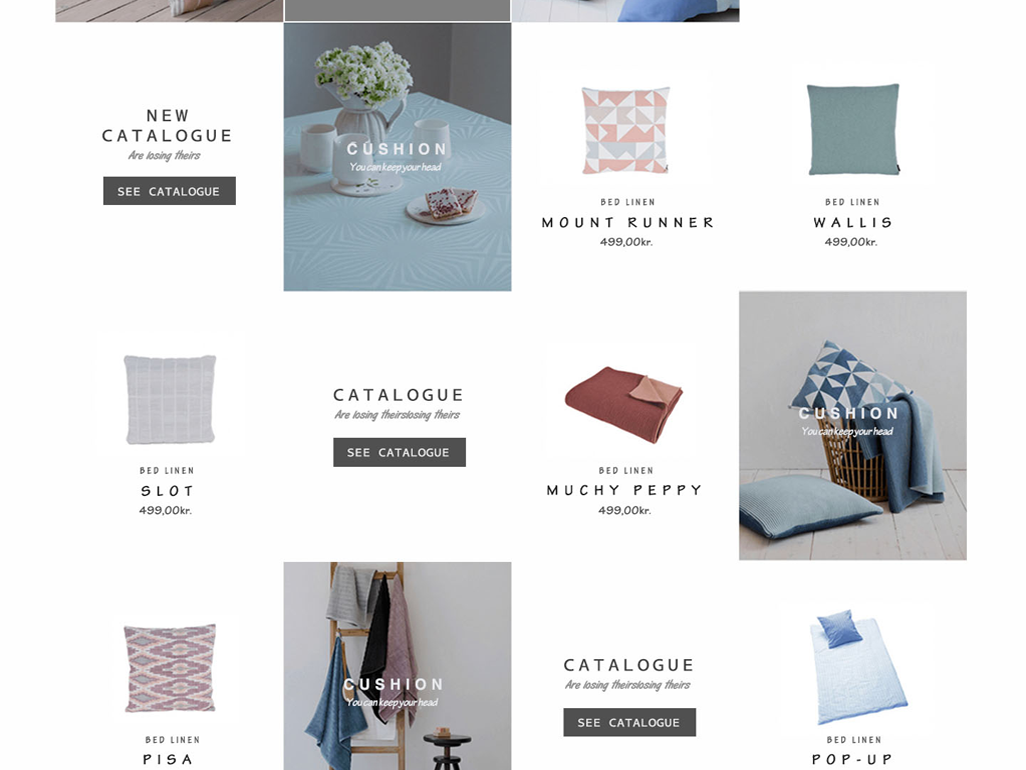 NEW
CATALOGUE
Are losing theirs
SEE CATALOGUE
CUSHION
You can keep your head
BED LINEN
MOUNT RUNNER
499,00kr.
BED LINEN
WALLIS
499,00kr.
BED LINEN
SLOT
499,00kr.
CATALOGUE
Are losing theirslosing theirs
SEE CATALOGUE
BED LINEN
MUCHY PEPPY
499,00kr.
CUSHION
You can keep your head
BED LINEN
PISA
CUSHION
You can keep your head
CATALOGUE
Are losing theirslosing theirs
SEE CATALOGUE
BED LINEN
POP-UP